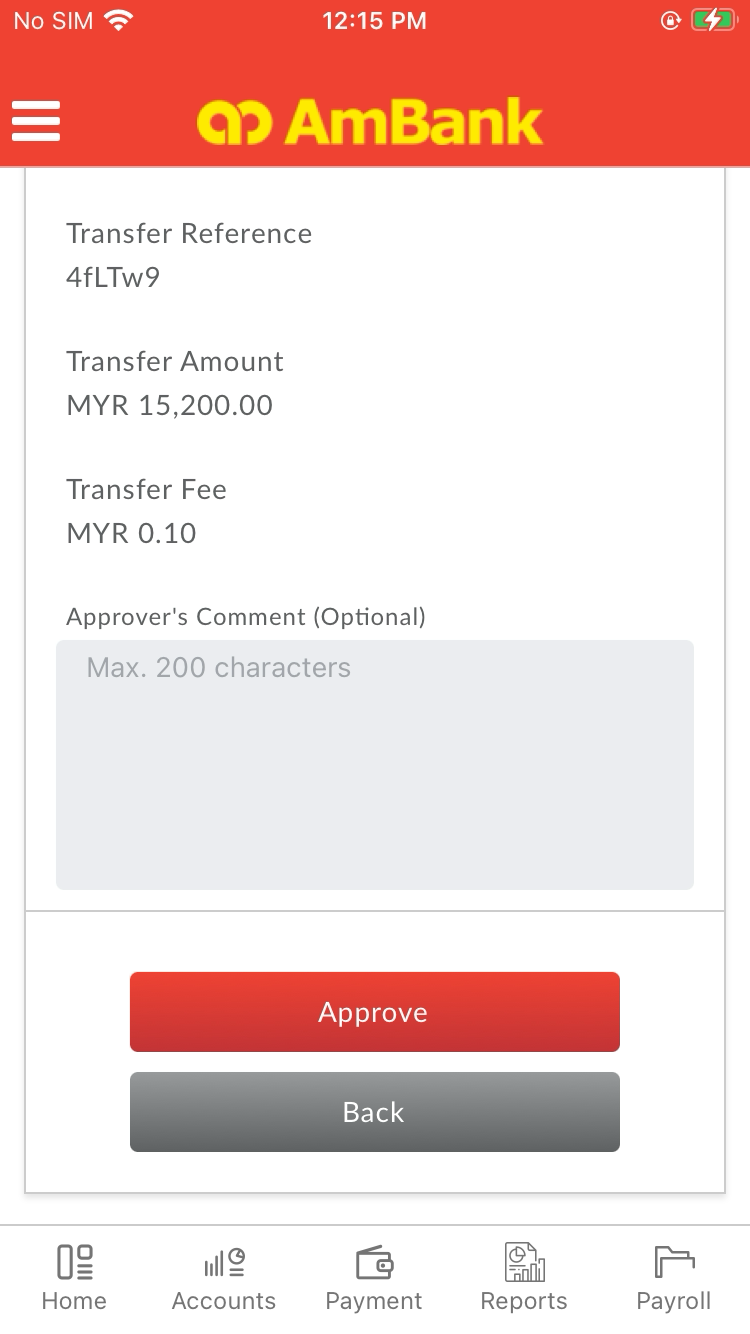 No SIM
12:15 PM
AmBank
Transfer Reference
4fLTw9
Transfer Amount
MYR 15,200.00
Transfer Fee
MYR 0.10
Approver's Comment (Optional)
Max. 200 characters
Approve
Back
Home
Accounts
Payment
Reports
Payroll